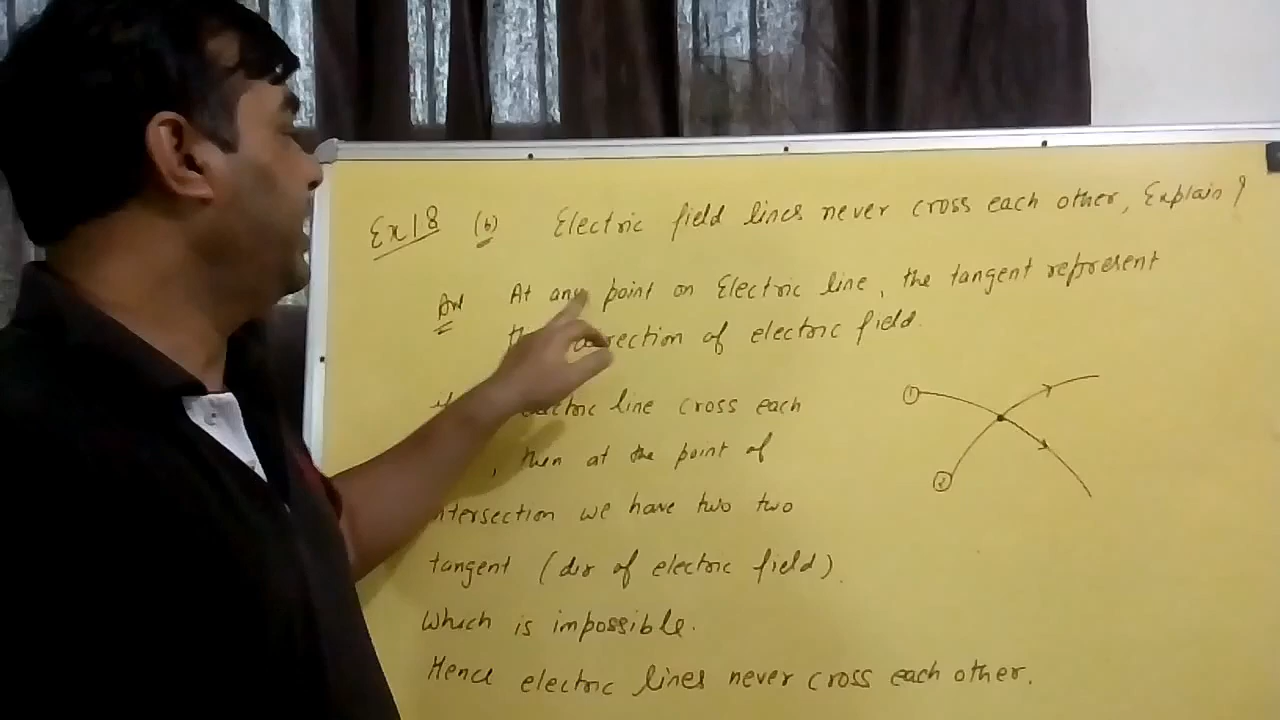 Ex 18 (b) Electric field lines never cross each other, Explain ?
Ans At any point on Electric line, the tangent represent
direction of electric field.
line cross each
, then at the point of
intersection we have two two
tangent (dir of electric field).
Which is impossible.
Hence electric lines never cross each other.
1
2